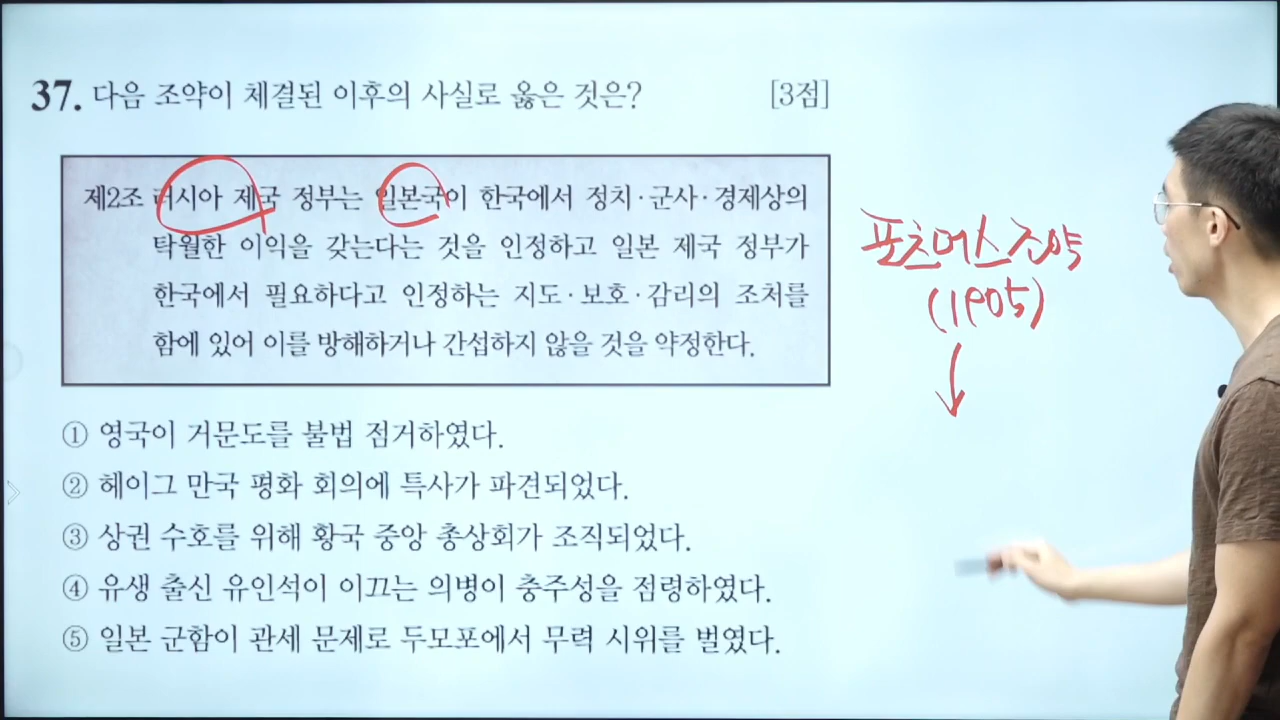 37. 다음 조약이 체결된 이후의 사실로 옳은 것은? [3점]
제2조 러시아 제국 정부는 일본국이 한국에서 정치·군사·경제상의
탁월한 이익을 갖는다는 것을 인정하고 일본 제국 정부가
한국에서 필요하다고 인정하는 지도·보호·감리의 조처를
함에 있어 이를 방해하거나 간섭하지 않을 것을 약정한다.
포츠머스 조약
(1905)
① 영국이 거문도를 불법 점거하였다.
② 헤이그 만국 평화 회의에 특사가 파견되었다.
③ 상권 수호를 위해 황국 중앙 총상회가 조직되었다.
④ 유생 출신 유인석이 이끄는 의병이 충주성을 점령하였다.
⑤ 일본 군함이 관세 문제로 두모포에서 무력 시위를 벌였다.